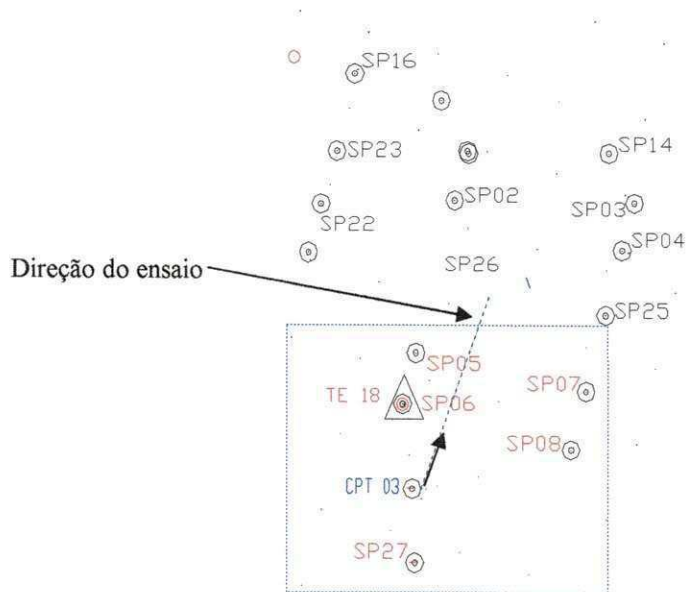 SP16
SP23
SP14
SP02
SP03
SP22
SP04
SP26
Direção do ensaio
SP25
SP05
SP07
TE 18
SP06
SP08
CPT 03
SP27